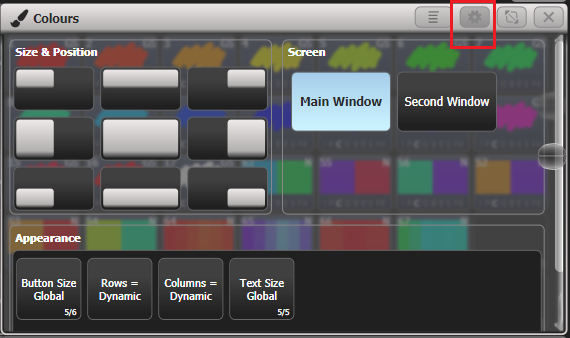 Colours
Size & Position
Screen
Main Window
Second Window
Appearance
Button Size
Global
5/6
Rows =
Dynamic
Columns =
Dynamic
Text Size
Global
5/5